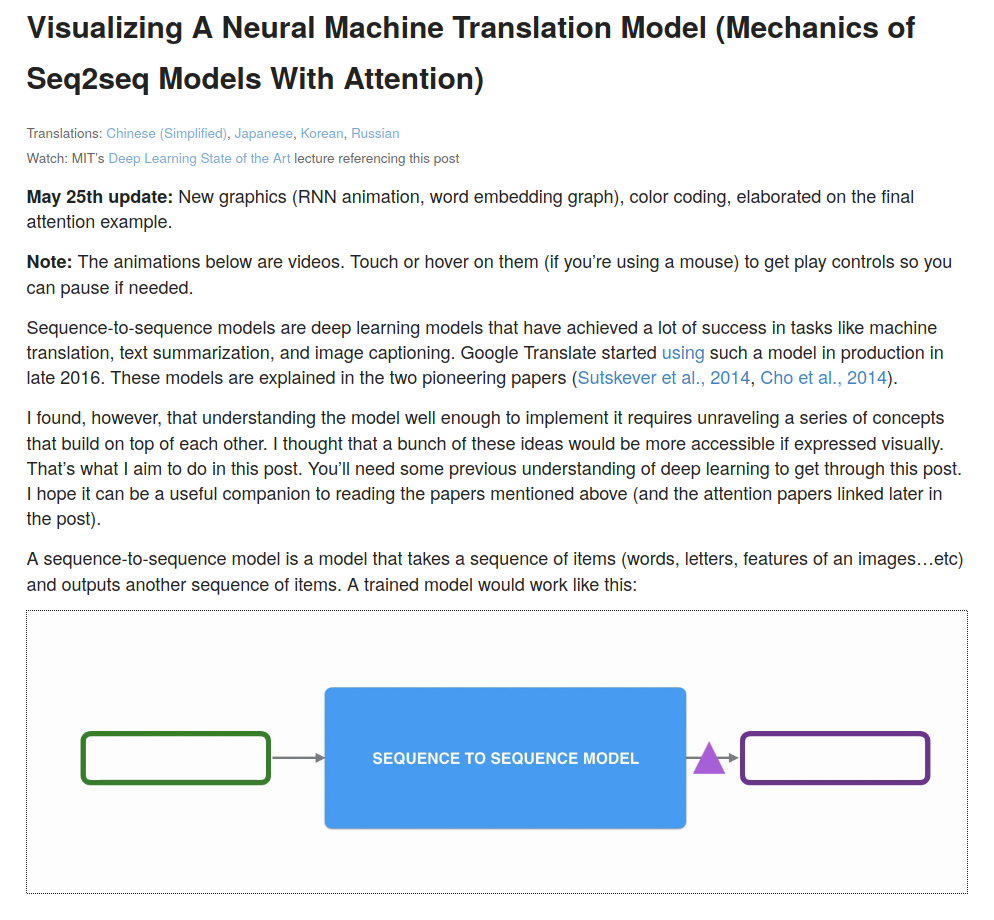 Visualizing A Neural Machine Translation Model (Mechanics of
Seq2seq Models With Attention)
Translations: Chinese (Simplified), Japanese, Korean, Russian
Watch: MIT's Deep Learning State of the Art lecture referencing this post
May 25th update: New graphics (RNN animation, word embedding graph), color coding, elaborated on the final
attention example.
Note: The animations below are videos. Touch or hover on them (if you’re using a mouse) to get play controls so you
can pause if needed.
Sequence-to-sequence models are deep learning models that have achieved a lot of success in tasks like machine
translation, text summarization, and image captioning. Google Translate started using such a model in production in
late 2016. These models are explained in the two pioneering papers (Sutskever et al., 2014, Cho et al., 2014).
I found, however, that understanding the model well enough to implement it requires unraveling a series of concepts
that build on top of each other. I thought that a bunch of these ideas would be more accessible if expressed visually.
That’s what I aim to do in this post. You’ll need some previous understanding of deep learning to get through this post.
I hope it can be a useful companion to reading the papers mentioned above (and the attention papers linked later in
the post).
A sequence-to-sequence model is a model that takes a sequence of items (words, letters, features of an images…etc)
and outputs another sequence of items. A trained model would work like this:
SEQUENCE TO SEQUENCE MODEL